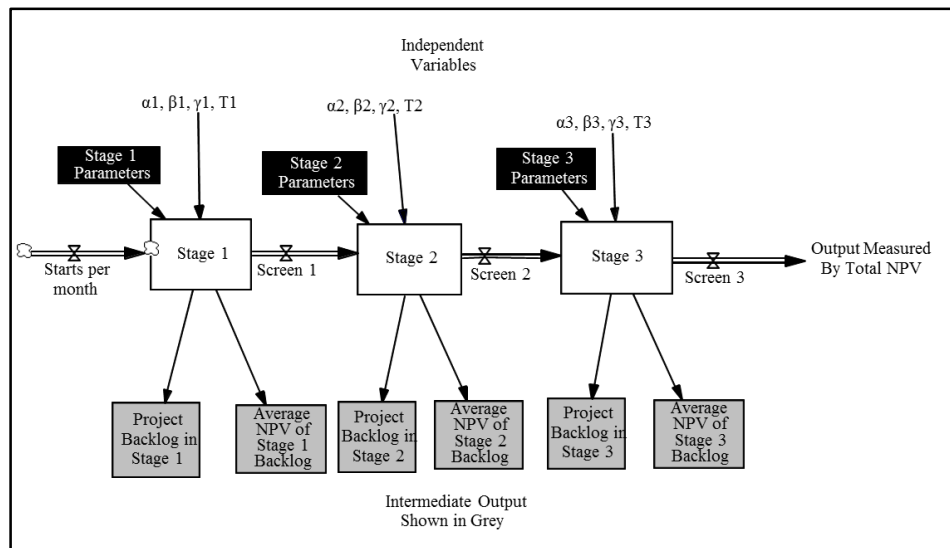 Independent
Variables
α1, β1, γ1, T1
α2, β2, γ2, T2
α3, β3, γ3, T3
Stage 1
Parameters
Stage 2
Parameters
Stage 3
Parameters
Stage 1
Stage 2
Stage 3
Starts per
month
Screen 1
Screen 2
Screen 3
Output Measured
By Total NPV
Project
Backlog in
Stage 1
Average
NPV of
Stage 1
Backlog
Project
Backlog in
Stage 2
Average
NPV of
Stage 2
Backlog
Project
Backlog in
Stage 3
Average
NPV of
Stage 3
Backlog
Intermediate Output
Shown in Grey